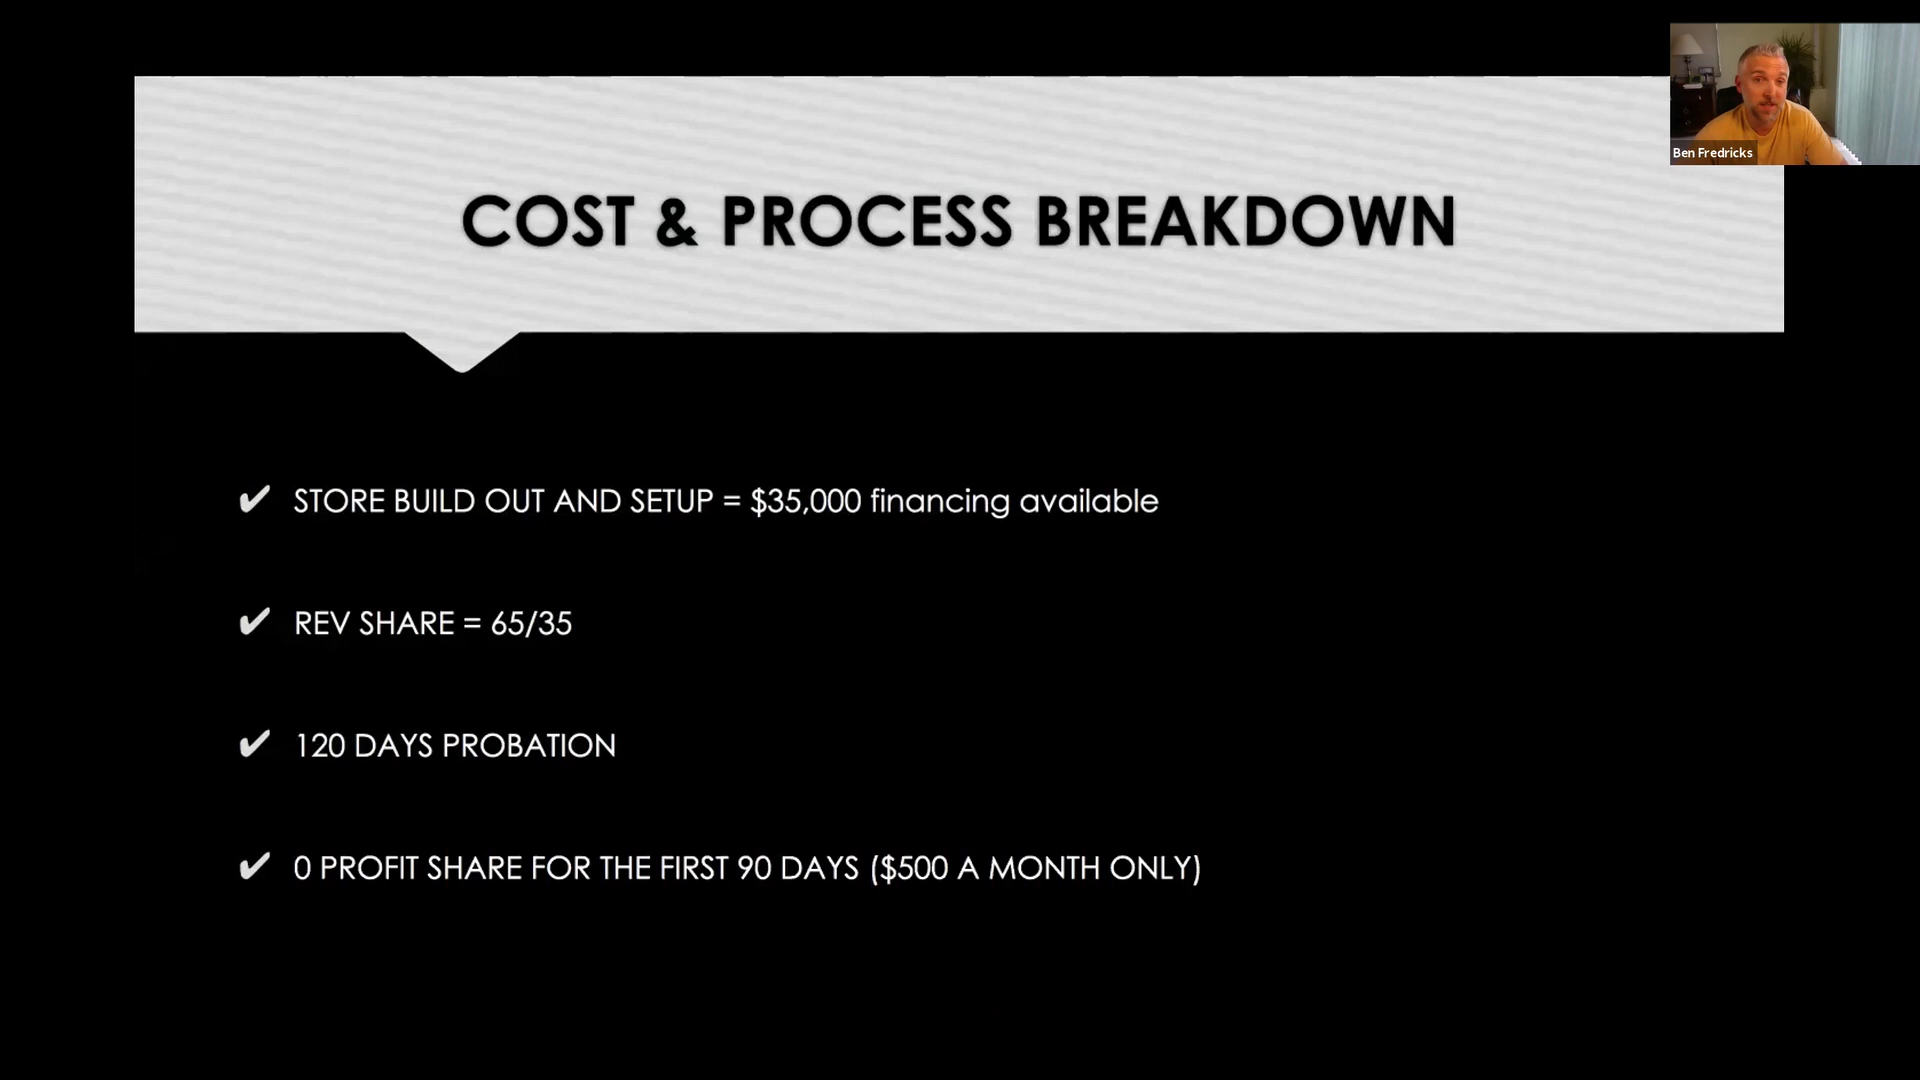 Ben Fredricks
COST & PROCESS BREAKDOWN
✔ STORE BUILD OUT AND SETUP = $35,000 financing available
✔ REV SHARE = 65/35
✔ 120 DAYS PROBATION
✔ 0 PROFIT SHARE FOR THE FIRST 90 DAYS ($500 A MONTH ONLY)